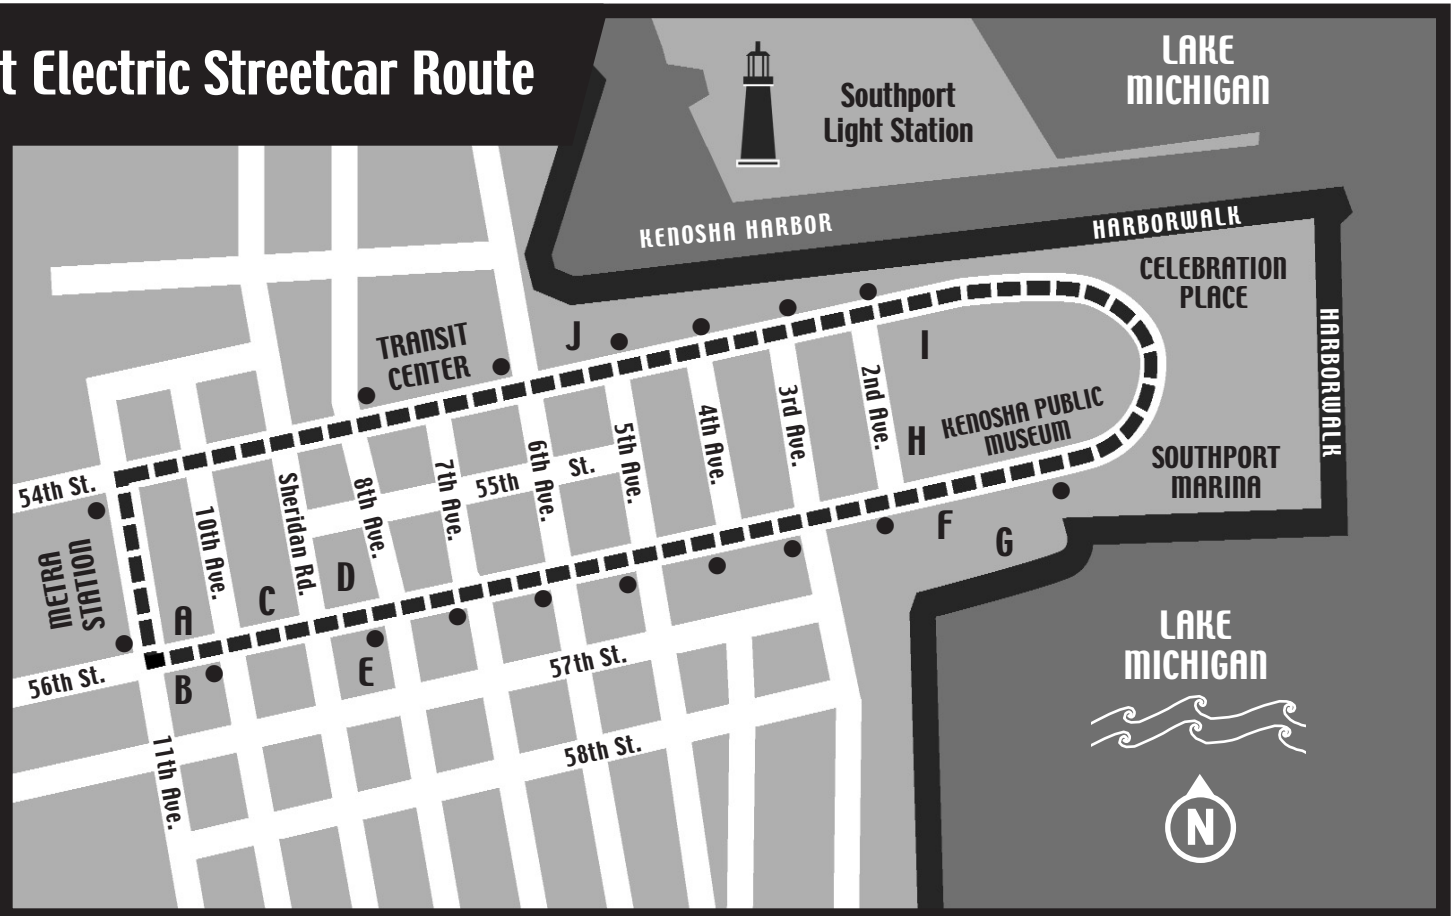 t Electric Streetcar Route
LAKE
MICHIGAN
Southport
Light Station
KENOSHA HARBOR
HARBORWALK
CELEBRATION
PLACE
HARBORWALK
TRANSIT
CENTER
J
I
H
KENOSHA PUBLIC
MUSEUM
SOUTHPORT
MARINA
2nd Ave.
3rd Ave.
4th Ave.
5th Ave.
6th Ave.
7th Ave.
8th Ave.
Sheridan Rd.
10th Ave.
54th St.
55th St.
METRA
STATION
A
B
C
D
E
F
G
56th St.
57th St.
58th St.
11th Ave.
LAKE
MICHIGAN
N